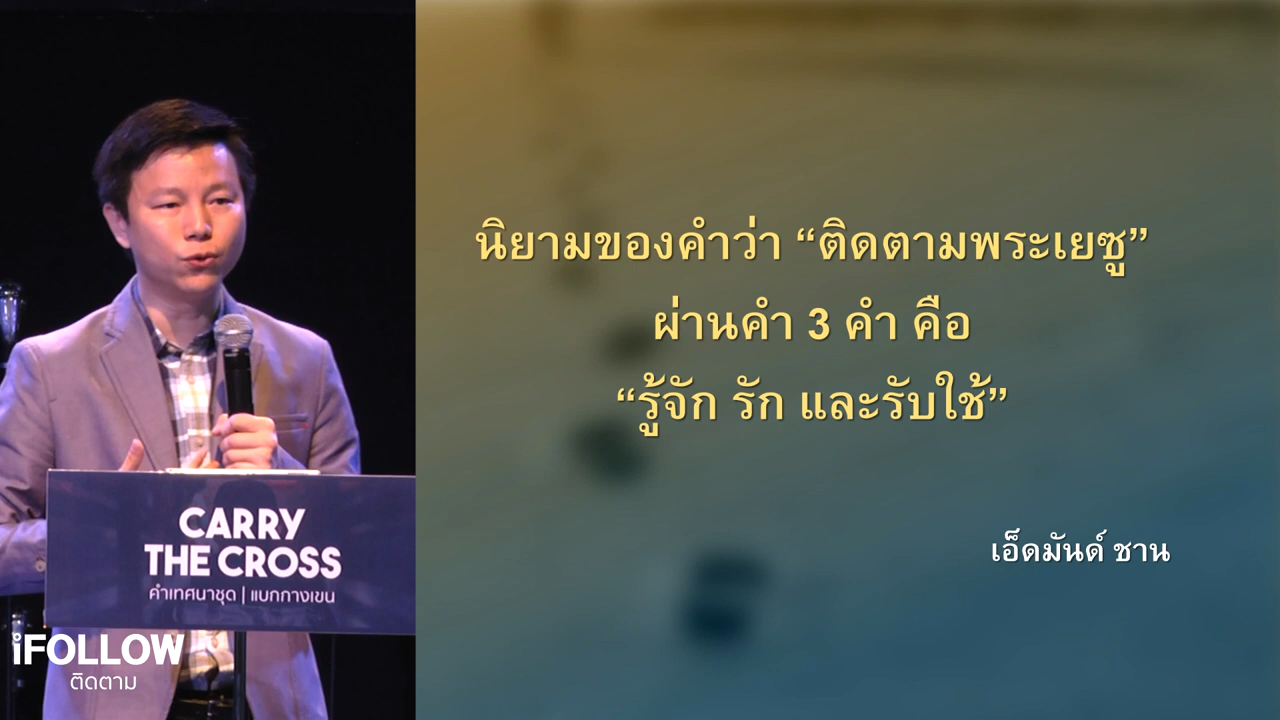 นิยามของคำว่า “ติดตามพระเยซู”
ผ่านคำ 3 คำ คือ
“รู้จัก รัก และรับใช้”
เอ็ดมันด์ ชาน
CARRY
THE CROSS
คำเทศนาชุด | แบกกางเขน
iFOLLOW
ติดตาม